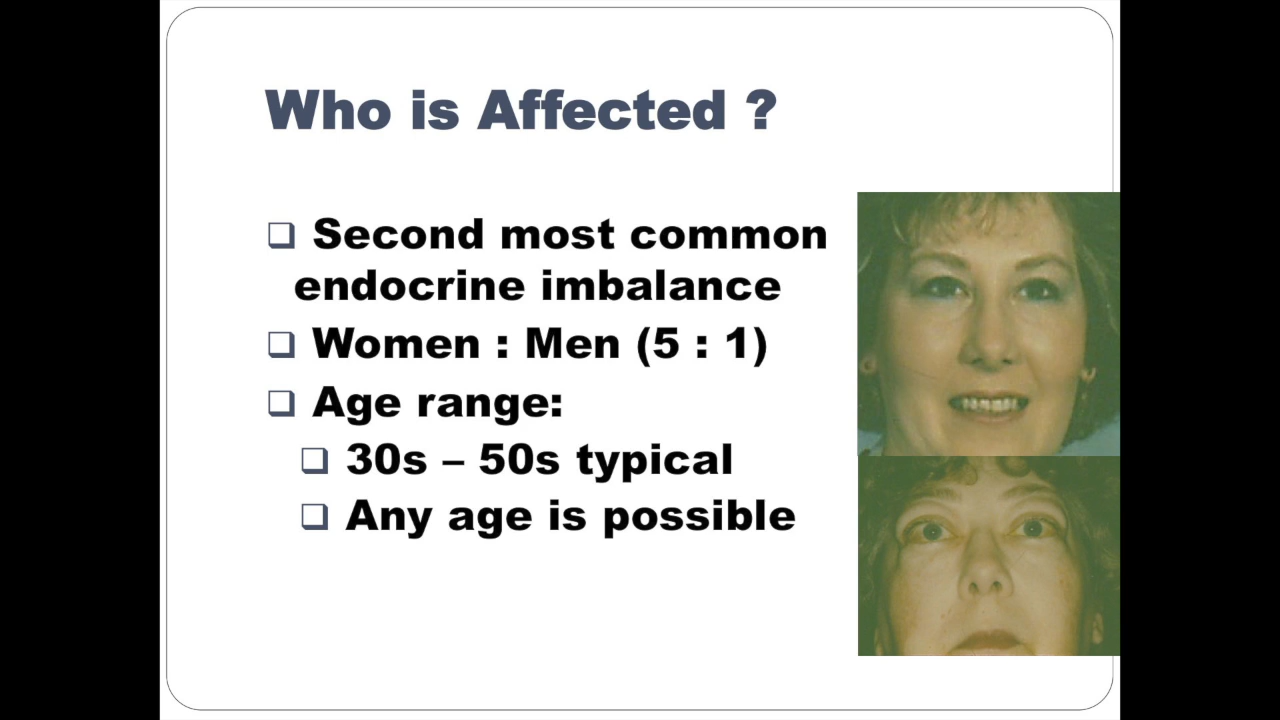 Who is Affected ?
Second most common
endocrine imbalance
Women : Men (5 : 1)
Age range:
30s – 50s typical
Any age is possible